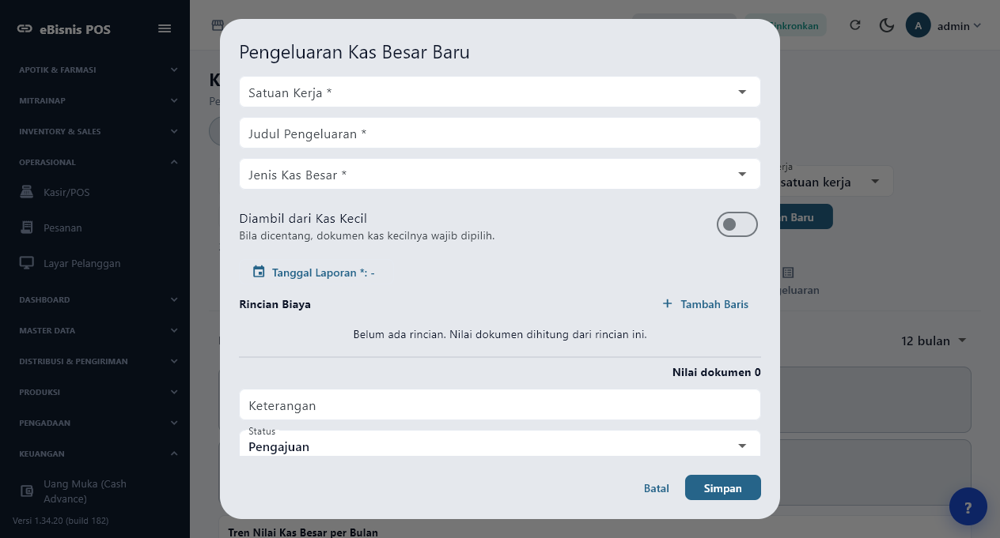 eBisnis POS
APOTIK & FARMASI
MITRAINAP
INVENTORY & SALES
OPERASIONAL
Kasir/POS
Pesanan
Layar Pelanggan
DASHBOARD
MASTER DATA
DISTRIBUSI & PENGIRIMAN
PRODUKSI
PENGADAAN
KEUANGAN
Uang Muka (Cash
Advance)
Versi 1.34.20 (build 182)
A
admin
Pengeluaran Kas Besar Baru
Satuan Kerja *
Judul Pengeluaran *
Jenis Kas Besar *
Diambil dari Kas Kecil
Bila dicentang, dokumen kas kecilnya wajib dipilih.
Tanggal Laporan *: -
Rincian Biaya
Tambah Baris
Belum ada rincian. Nilai dokumen dihitung dari rincian ini.
Nilai dokumen 0
Keterangan
Status
Pengajuan
Batal
Simpan
satuan kerja
Baru
12 bulan
?
Tren Nilai Kas Besar per Bulan